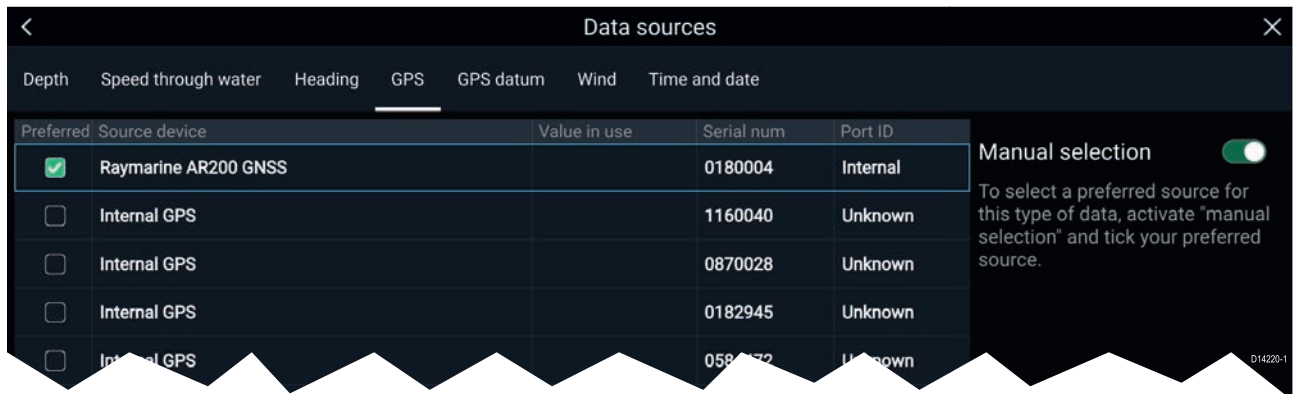 Data sources
Depth Speed through water Heading GPS GPS datum Wind Time and date
Preferred Source device Value in use Serial num Port ID
Raymarine AR200 GNSS 0180004 Internal
Internal GPS 1160040 Unknown
Internal GPS 0870028 Unknown
Internal GPS 0182945 Unknown
GPS
Manual selection
To select a preferred source for
this type of data, activate "manual
selection" and tick your preferred
source.
D14220-1